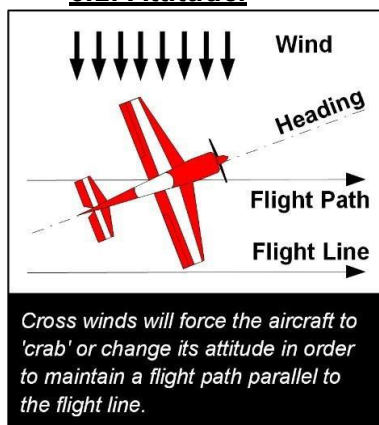 Wind
Heading
Flight Path
Flight Line
Cross winds will force the aircraft to
'crab' or change its attitude in order
to maintain a flight path parallel to
the flight line.